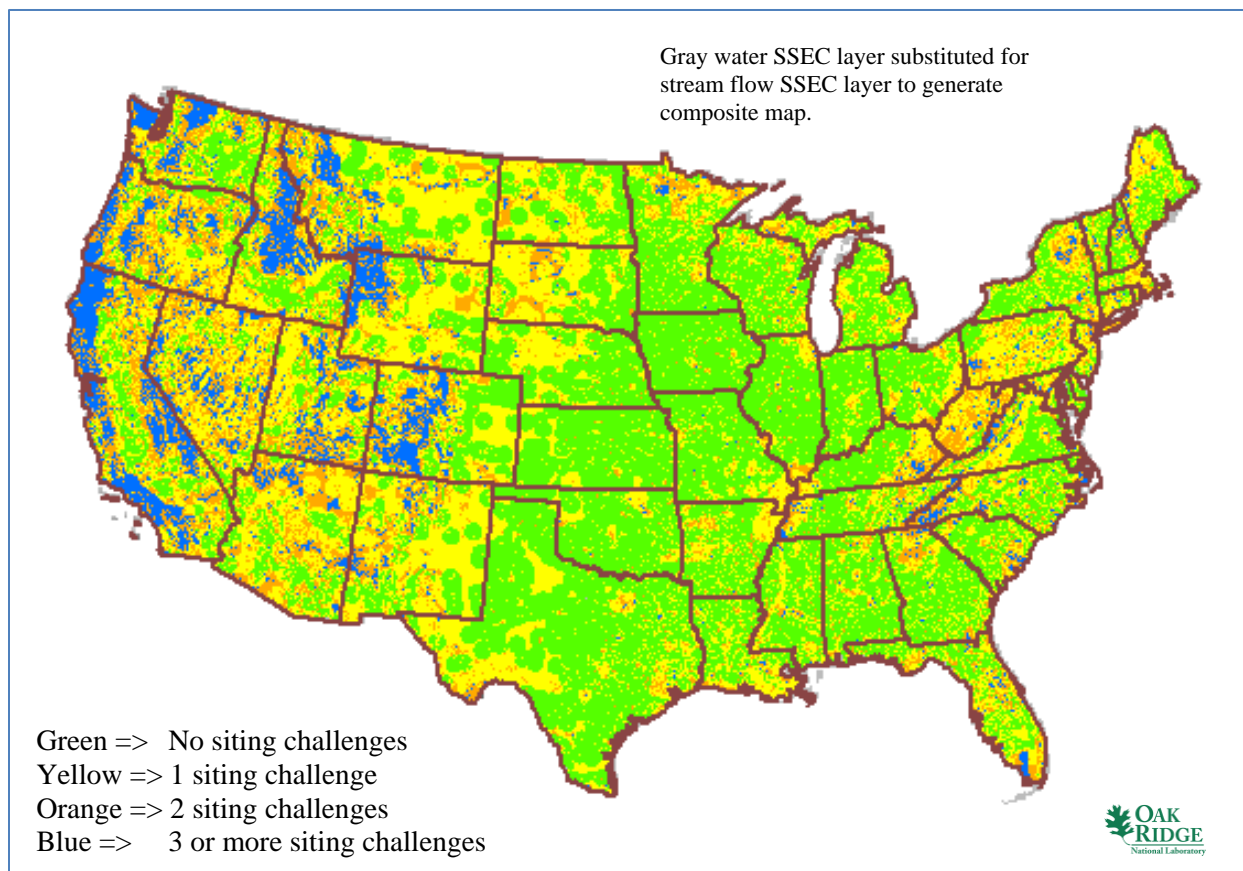 Gray water SSEC layer substituted for
stream flow SSEC layer to generate
composite map.
Green => No siting challenges
Yellow => 1 siting challenge
Orange => 2 siting challenges
Blue => 3 or more siting challenges
OAK
RIDGE
National Laboratory